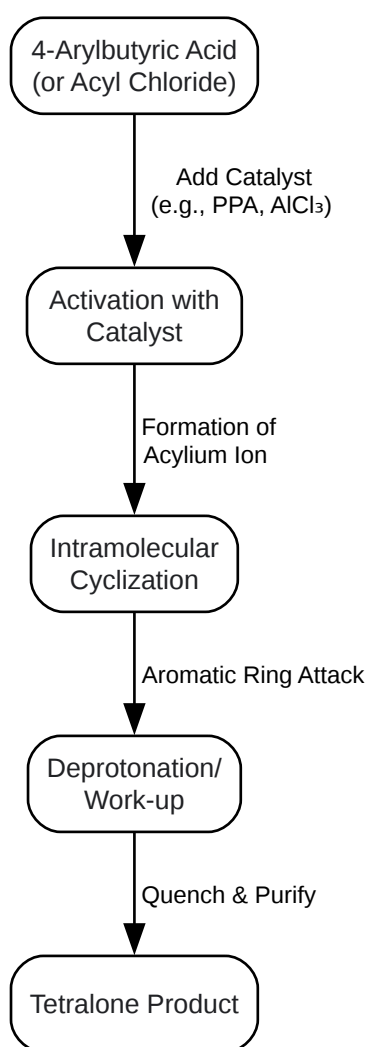 4-Arylbutyric Acid
(or Acyl Chloride)
Add Catalyst
(e.g., PPA, AlCl₃)
Activation with
Catalyst
Formation of
Acylium Ion
Intramolecular
Cyclization
Aromatic Ring Attack
Deprotonation/
Work-up
Quench & Purify
Tetralone Product